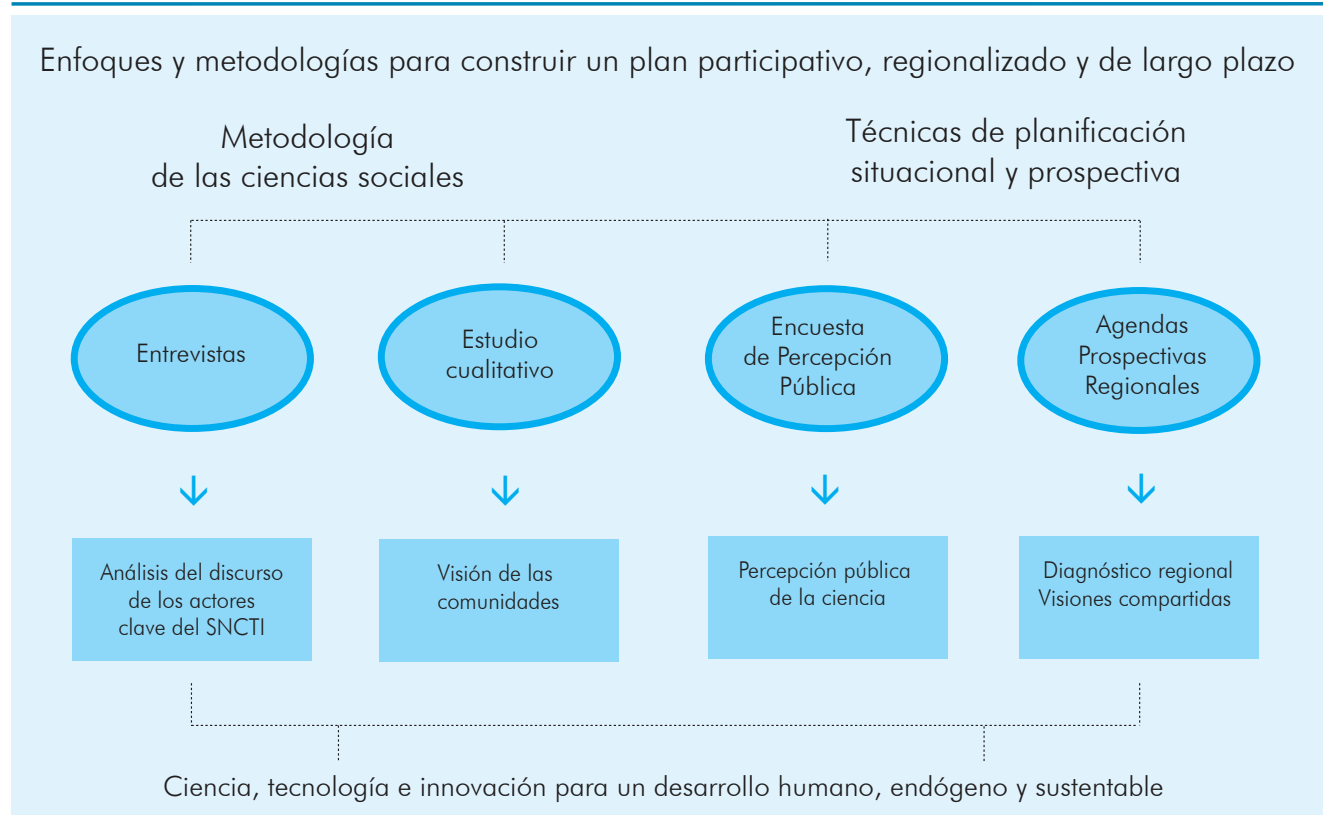 Enfoques y metodologías para construir un plan participativo, regionalizado y de largo plazo
Metodología
de las ciencias sociales
Técnicas de planificación
situacional y prospectiva
Entrevistas
Estudio
cualitativo
Encuesta
de Percepción
Pública
Agendas
Prospectivas
Regionales
Análisis del discurso
de los actores
clave del SNCTI
Visión de las
comunidades
Percepción pública
de la ciencia
Diagnóstico regional
Visiones compartidas
Ciencia, tecnología e innovación para un desarrollo humano, endógeno y sustentable